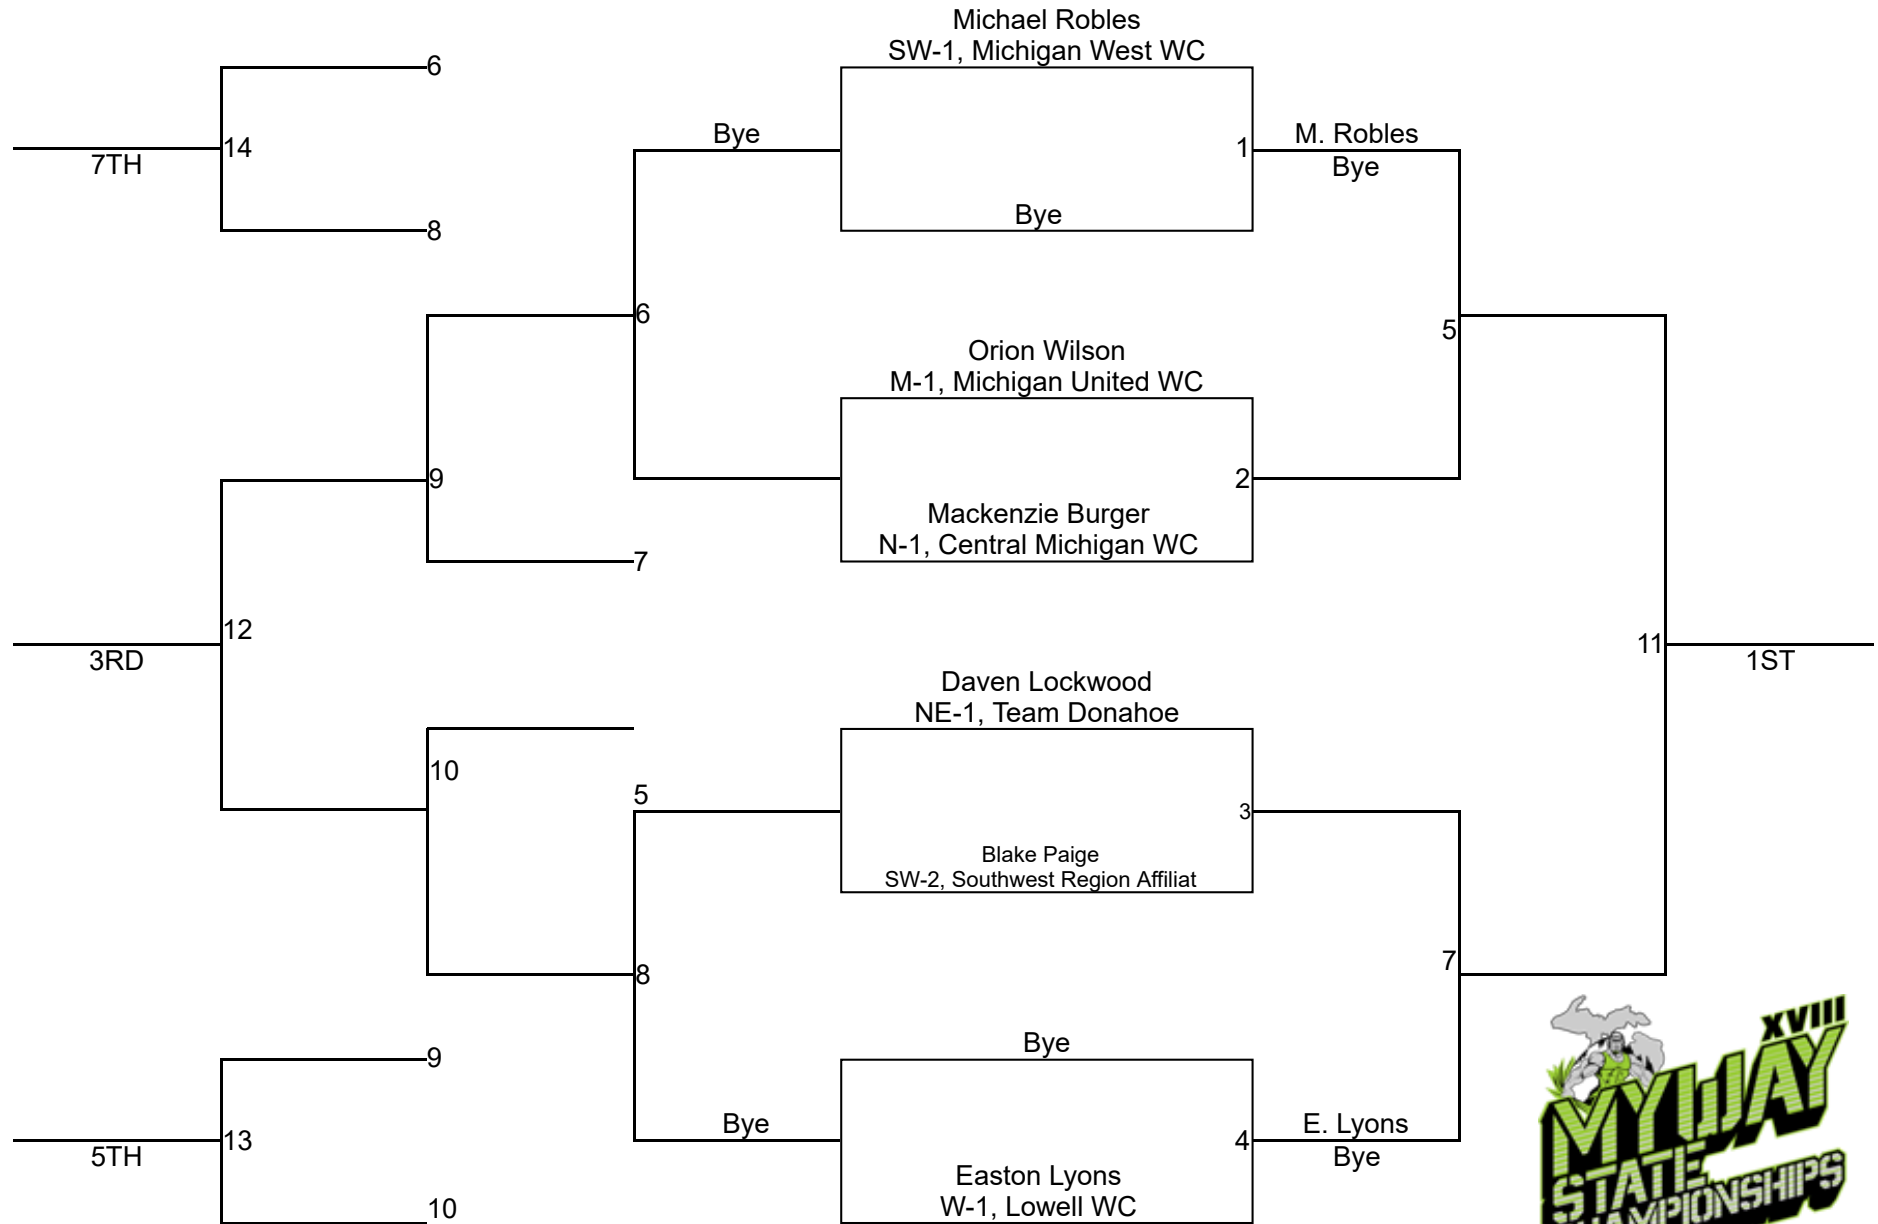 Michael Robles
SW-1, Michigan West WC
6
Bye
M. Robles
14
1
7TH
Bye
Bye
8
6
5
Orion Wilson
M-1, Michigan United WC
9
2
Mackenzie Burger
N-1, Central Michigan WC
7
12
11
3RD
1ST
Daven Lockwood
NE-1, Team Donahoe
10
5
3
Blake Paige
SW-2, Southwest Region Affiliat
8
7
XVIII
Bye
9
MYWAY
Bye
E. Lyons
13
4
5TH
Bye
STATE
Easton Lyons
W-1, Lowell WC
10
CHAMPIONSHIPS